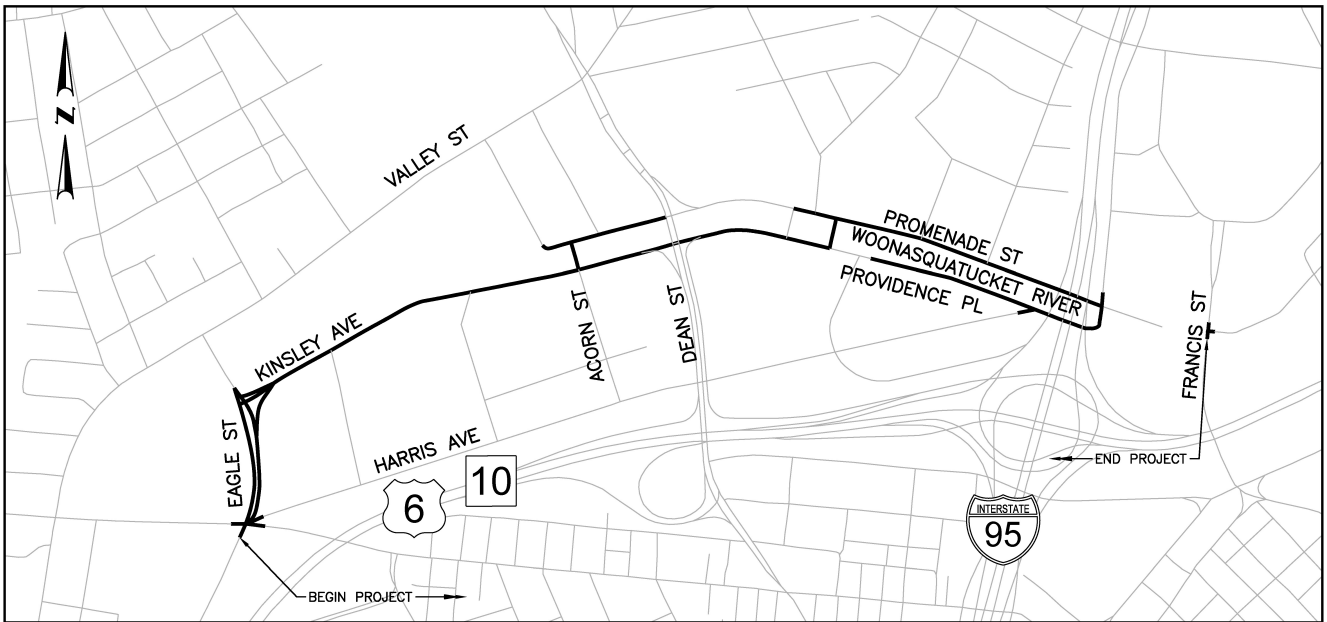 N
VALLEY ST
PROMENADE ST
WOONASQUATUCKET RIVER
PROVIDENCE PL
KINSLEY AVE
ACORN ST
DEAN ST
FRANCIS ST
EAGLE ST
HARRIS AVE
6
10
INTERSTATE
95
END PROJECT
BEGIN PROJECT